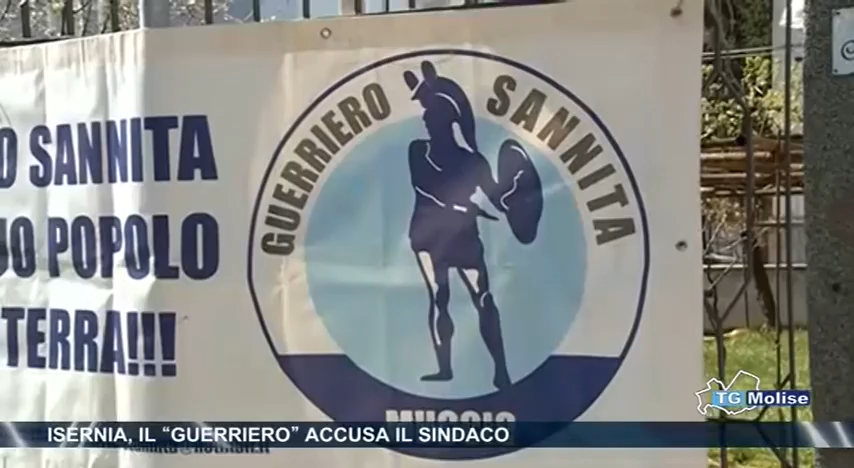 SANNITA
POPOLO
TERRA!!!
GUERRIERO SANNITA
TG Molise
ISERNIA, IL “GUERRIERO” ACCUSA IL SINDACO